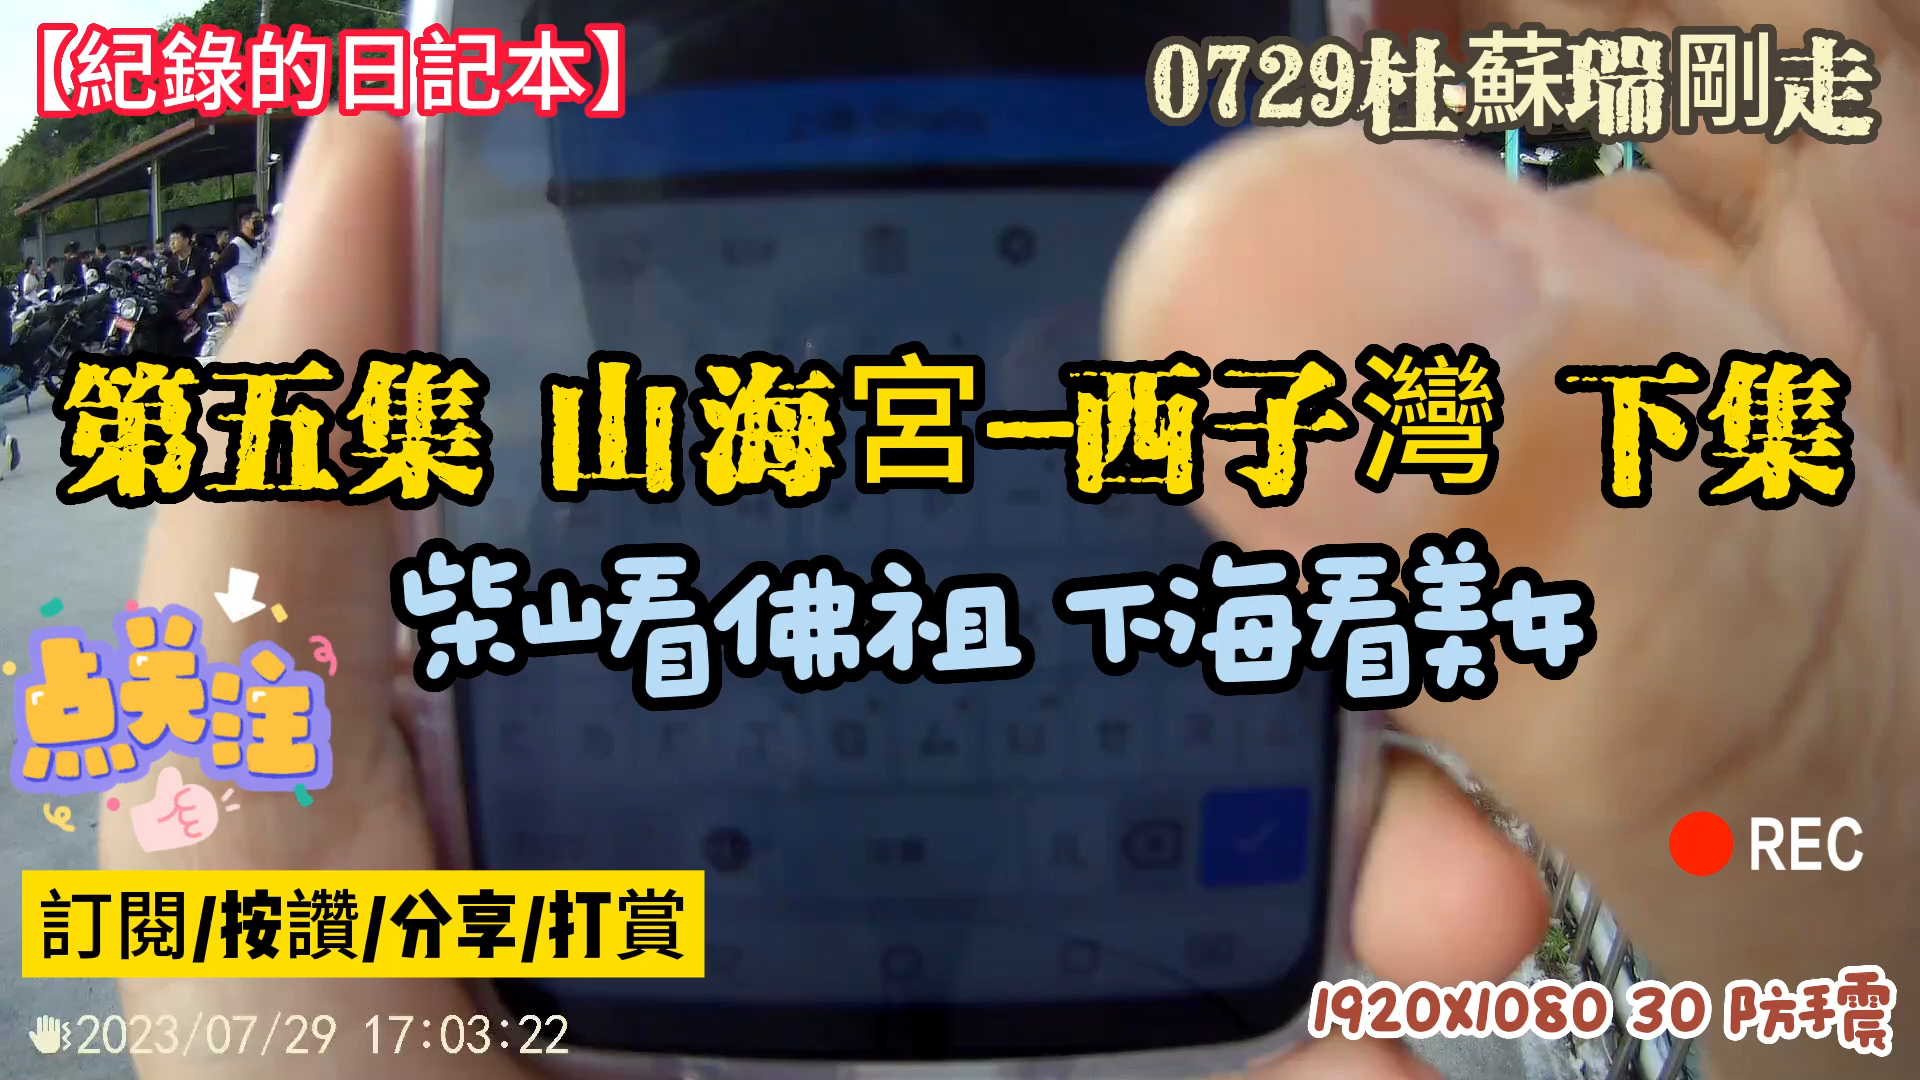 【紀錄的日記本】
0729杜蘇瑞剛走
第五集 山海宮-西子灣 下集
柴山看佛祖 下海看美女
点关注
REC
訂閱/按讚/分享/打賞
2023/07/29 17:03:22
1920X1080 30 防手震